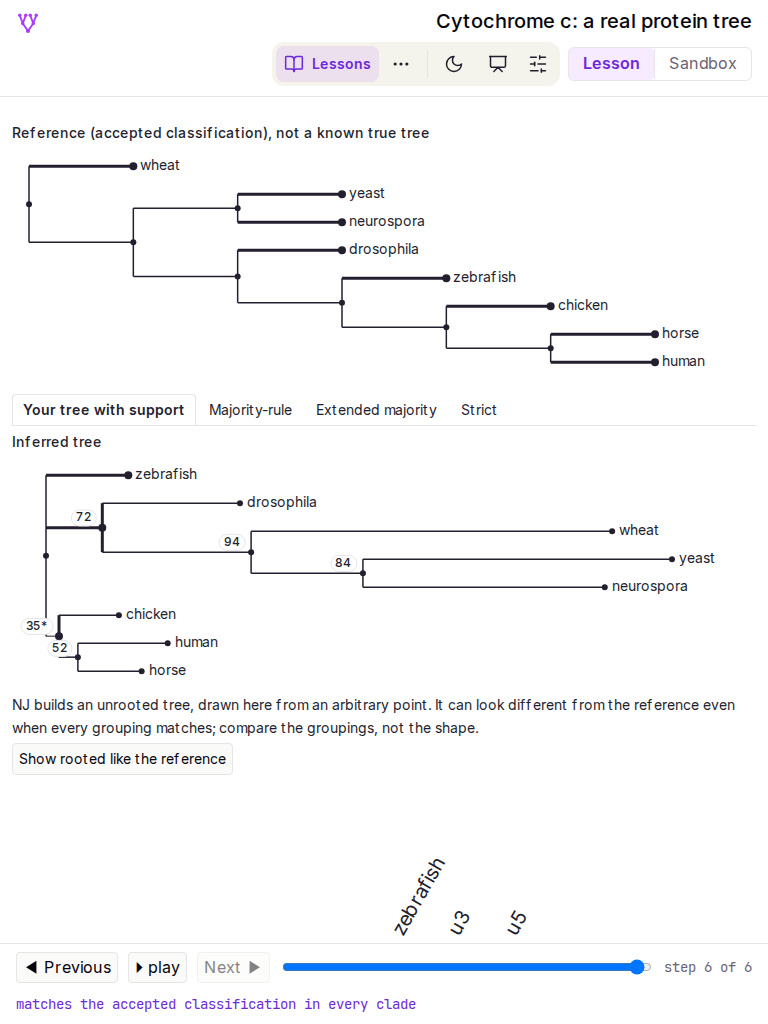 Cytochrome c: a real protein tree
Lessons
Lesson
Sandbox
Reference (accepted classification), not a known true tree
wheat
yeast
neurospora
drosophila
zebrafish
chicken
horse
human
Your tree with support
Majority-rule
Extended majority
Strict
Inferred tree
zebrafish
72
drosophila
94
wheat
84
yeast
neurospora
chicken
35*
human
52
horse
NJ builds an unrooted tree, drawn here from an arbitrary point. It can look different from the reference even
when every grouping matches; compare the groupings, not the shape.
Show rooted like the reference
zebrafish
u3
u5
Previous
play
Next
step 6 of 6
matches the accepted classification in every clade